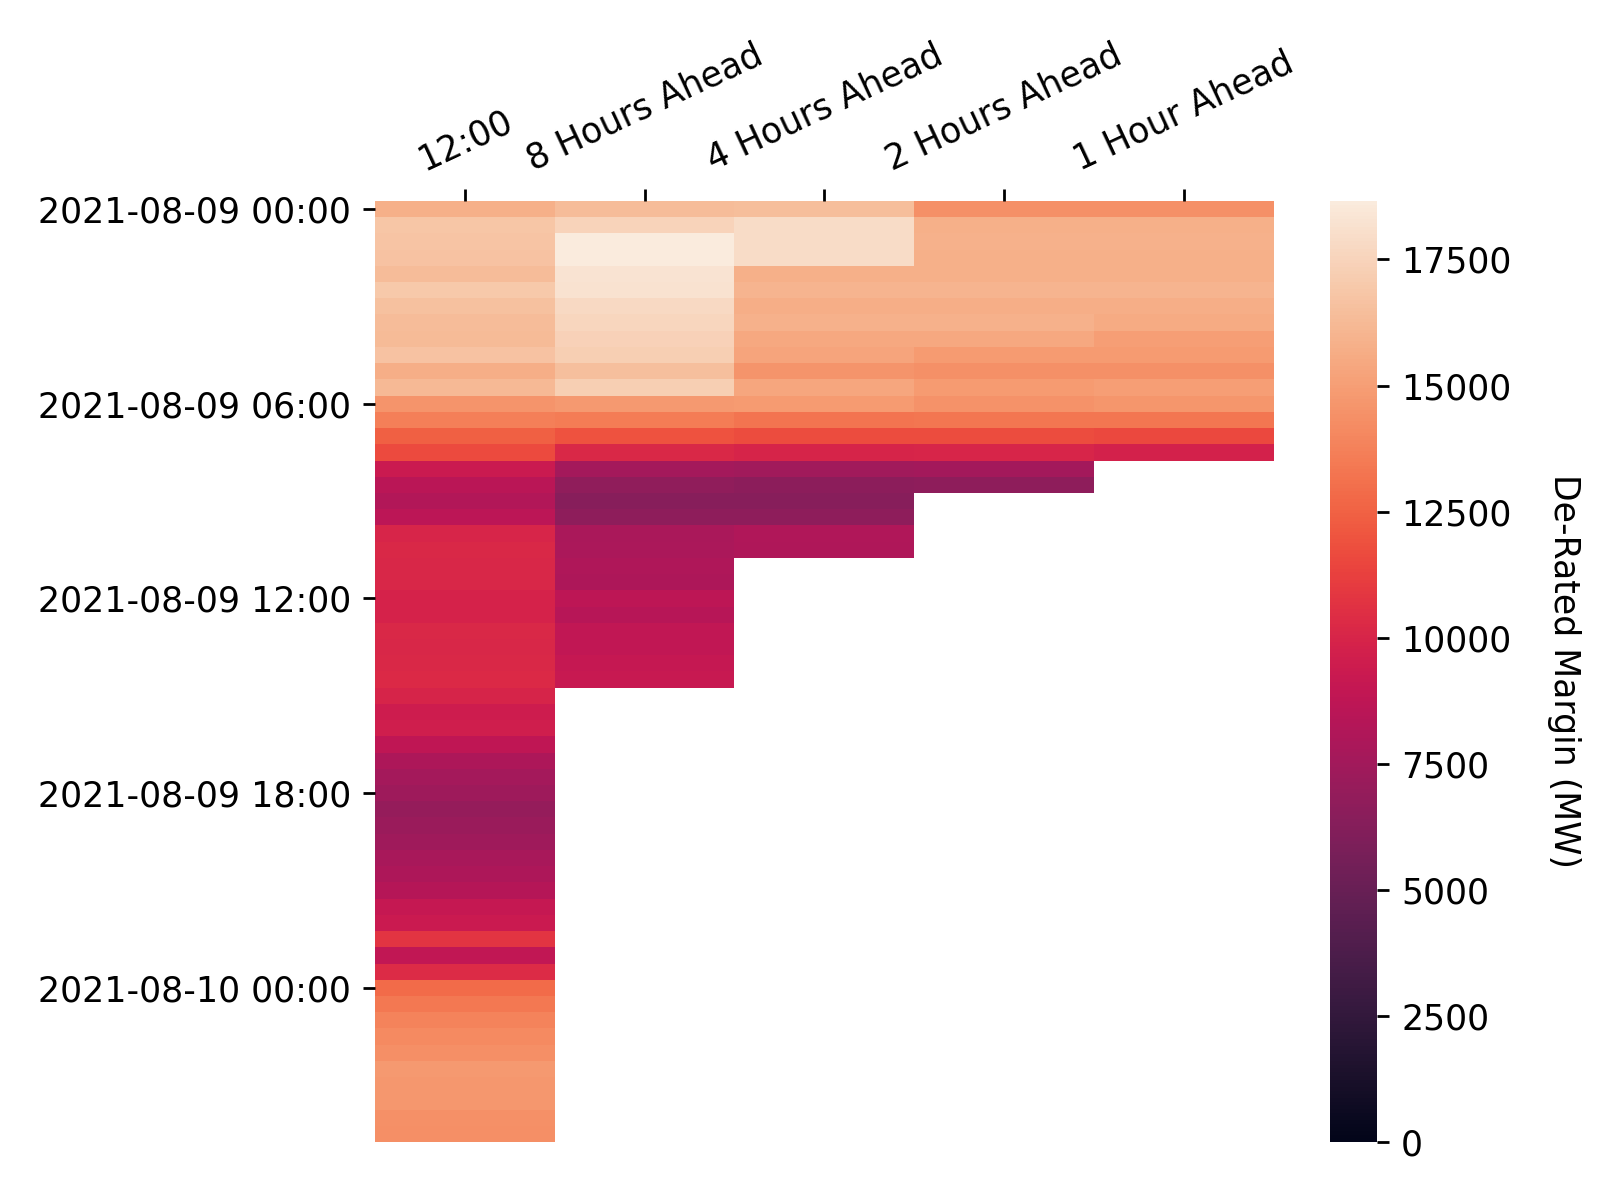 12:00
8 Hours Ahead
4 Hours Ahead
2 Hours Ahead
1 Hour Ahead
2021-08-09 00:00
2021-08-09 06:00
2021-08-09 12:00
2021-08-09 18:00
2021-08-10 00:00
17500
15000
12500
10000
7500
5000
2500
0
De-Rated Margin (MW)